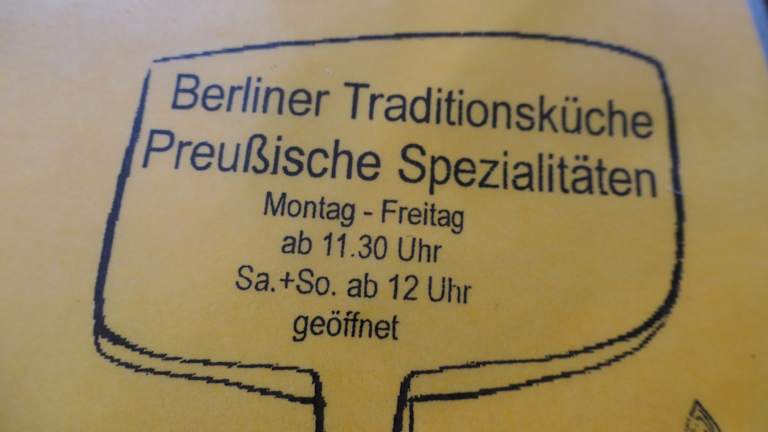 Berliner Traditionsküche
Preußische Spezialitäten
Montag - Freitag
ab 11.30 Uhr
Sa.+So. ab 12 Uhr
geöffnet